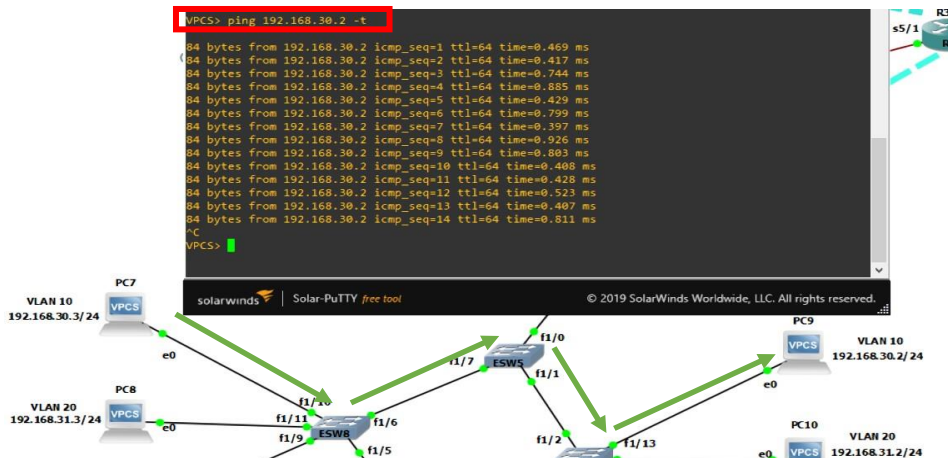 VPCS> ping 192.168.30.2 -t
84 bytes from 192.168.30.2 icmp_seq=1 ttl=64 time=0.469 ms
84 bytes from 192.168.30.2 icmp_seq=2 ttl=64 time=0.417 ms
84 bytes from 192.168.30.2 icmp_seq=3 ttl=64 time=0.744 ms
84 bytes from 192.168.30.2 icmp_seq=4 ttl=64 time=0.885 ms
84 bytes from 192.168.30.2 icmp_seq=5 ttl=64 time=0.429 ms
84 bytes from 192.168.30.2 icmp_seq=6 ttl=64 time=0.799 ms
84 bytes from 192.168.30.2 icmp_seq=7 ttl=64 time=0.397 ms
84 bytes from 192.168.30.2 icmp_seq=8 ttl=64 time=0.926 ms
84 bytes from 192.168.30.2 icmp_seq=9 ttl=64 time=0.803 ms
84 bytes from 192.168.30.2 icmp_seq=10 ttl=64 time=0.408 ms
84 bytes from 192.168.30.2 icmp_seq=11 ttl=64 time=0.428 ms
84 bytes from 192.168.30.2 icmp_seq=12 ttl=64 time=0.523 ms
84 bytes from 192.168.30.2 icmp_seq=13 ttl=64 time=0.407 ms
84 bytes from 192.168.30.2 icmp_seq=14 ttl=64 time=0.811 ms
^C
VPCS>
solarwinds Solar-PuTTY free tool © 2019 SolarWinds Worldwide, LLC. All rights reserved.
R3
s5/1
PC7
VLAN 10
192.168.30.3/24
VPCS
e0
PC8
VLAN 20
192.168.31.3/24
VPCS
e0
f1/10
f1/11
f1/9
ESW8
f1/6
f1/5
f1/7
ESW5
f1/0
f1/1
f1/2
f1/13
PC9
VPCS
VLAN 10
192.168.30.2/24
e0
PC10
VLAN 20
e0
VPCS
192.168.31.2/24